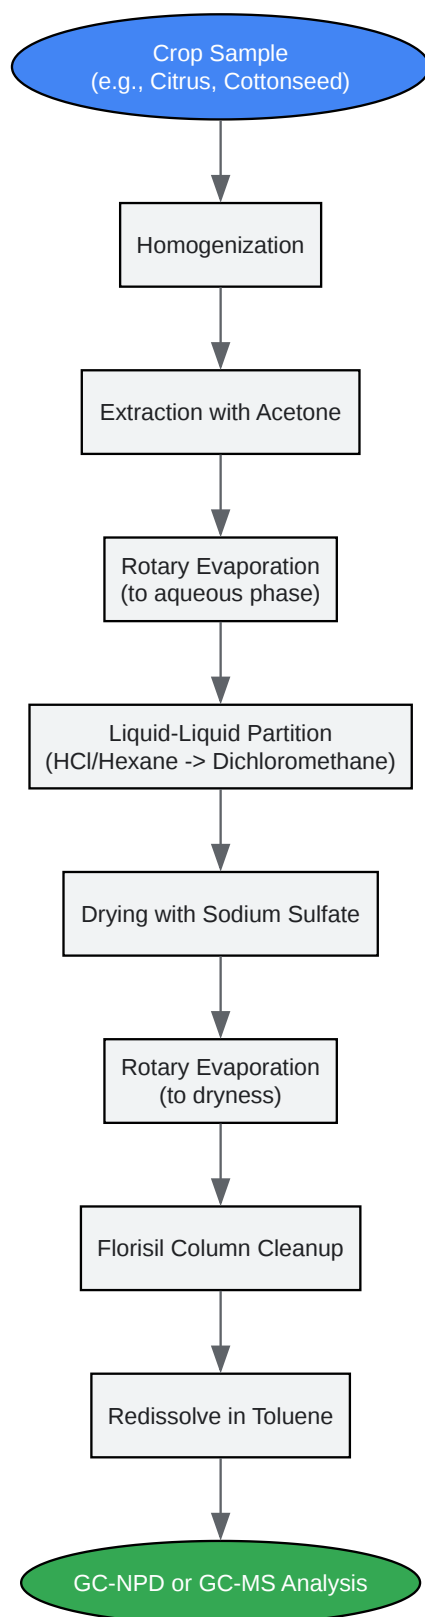 Crop Sample
(e.g., Citrus, Cottonseed)
Homogenization
Extraction with Acetone
Rotary Evaporation
(to aqueous phase)
Liquid-Liquid Partition
(HCl/Hexane -> Dichloromethane)
Drying with Sodium Sulfate
Rotary Evaporation
(to dryness)
Florisil Column Cleanup
Redissolve in Toluene
GC-NPD or GC-MS Analysis